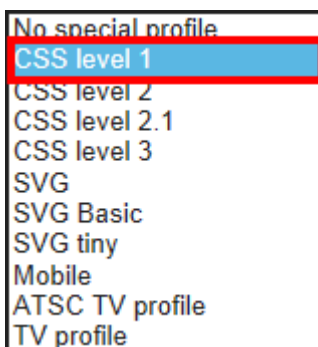 No special profile
CSS level 1
CSS level 2
CSS level 2.1
CSS level 3
SVG
SVG Basic
SVG tiny
Mobile
ATSC TV profile
TV profile